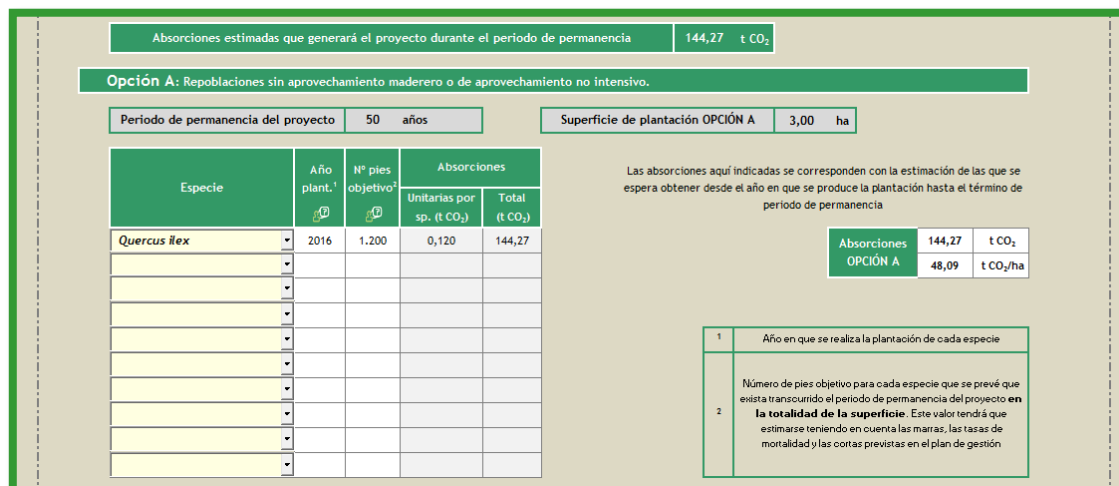 Absorciones estimadas que generará el proyecto durante el periodo de permanencia 144,27 t CO₂
Opción A: Repoblaciones sin aprovechamiento maderero o de aprovechamiento no intensivo.
Periodo de permanencia del proyecto 50 años
Superficie de plantación OPCIÓN A 3,00 ha
Especie
Año
plant.¹
Nº pies
objetivo²
Absorciones
Unitarias por
sp. (t CO₂)
Total
(t CO₂)
Quercus ilex 2016 1.200 0,120 144,27
Las absorciones aquí indicadas se corresponden con la estimación de las que se
espera obtener desde el año en que se produce la plantación hasta el término de
periodo de permanencia
Absorciones
OPCIÓN A
144,27 t CO₂
48,09 t CO₂/ha
1 Año en que se realiza la plantación de cada especie
2
Número de pies objetivo para cada especie que se prevé que
exista transcurrido el periodo de permanencia del proyecto en
la totalidad de la superficie. Este valor tendrá que
estimarse teniendo en cuenta las marras, las tasas de
mortalidad y las cortas previstas en el plan de gestión